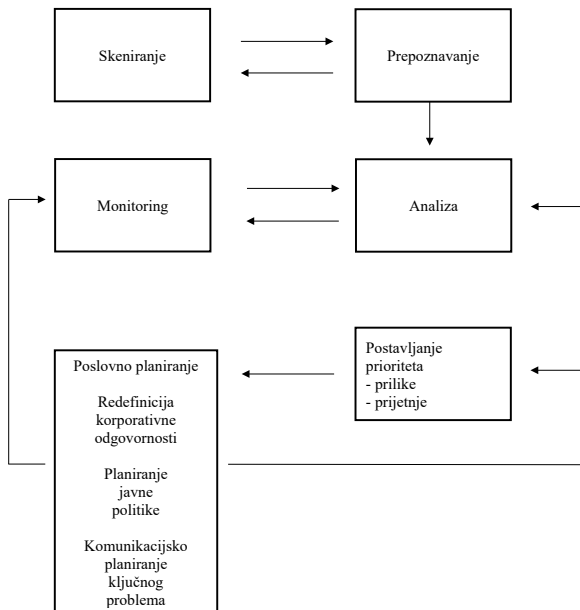 Skeniranje
Prepoznavanje
Monitoring
Analiza
Postavljanje
prioriteta
- prilike
- prijetnje
Poslovno planiranje
Redefinicija
korporativne
odgovornosti
Planiranje
javne
politike
Komunikacijsko
planiranje
ključnog
problema